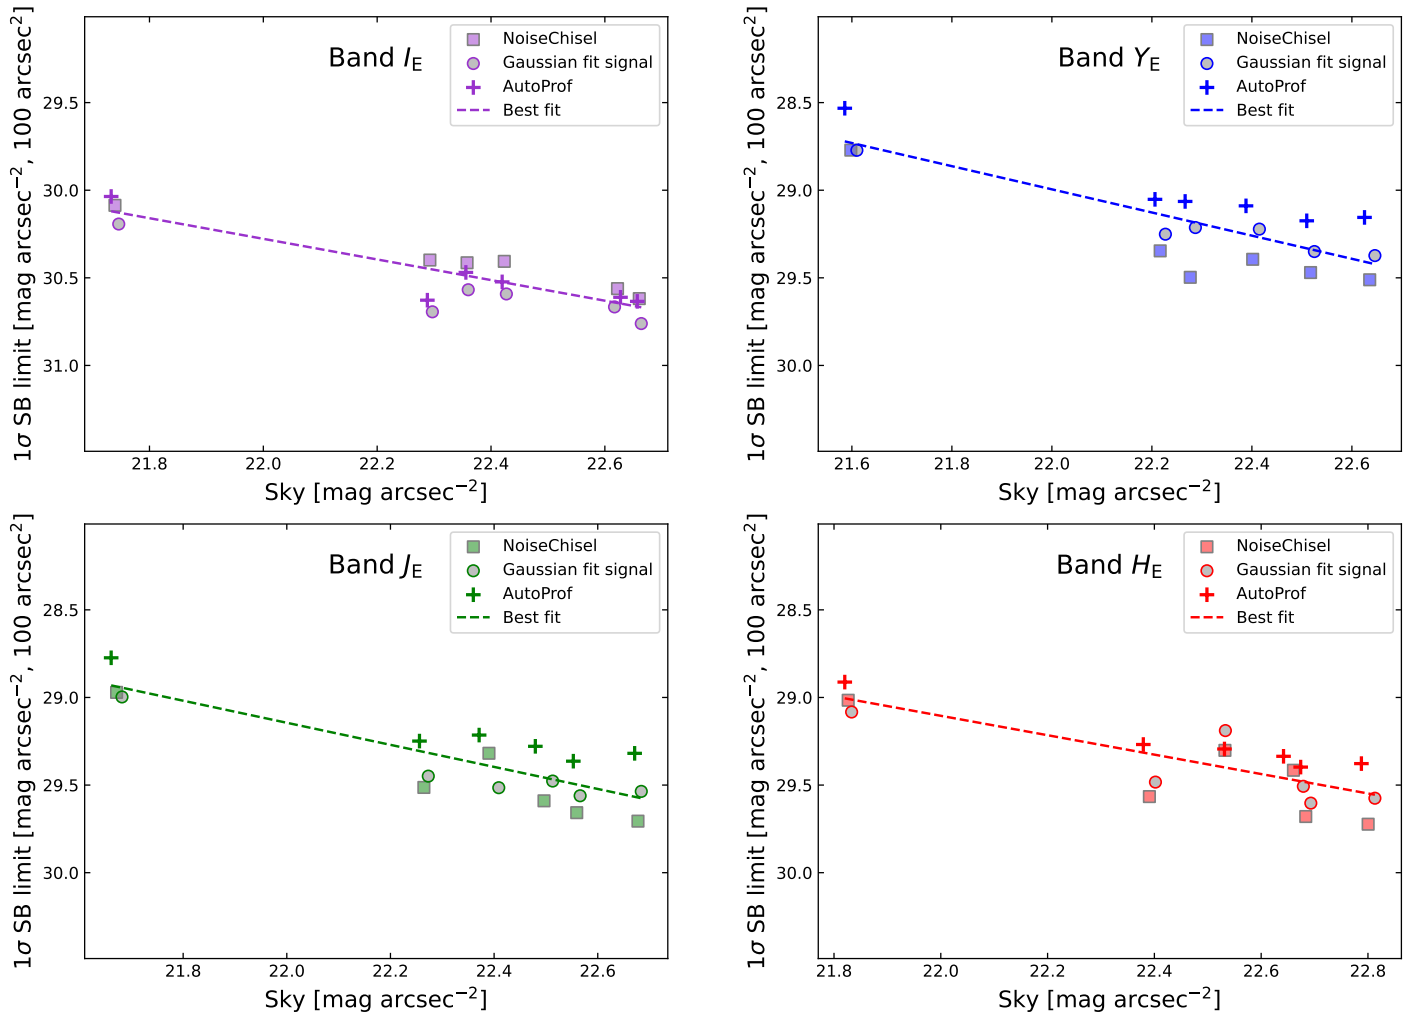 Band I_E
NoiseChisel
Gaussian fit signal
AutoProf
Best fit
29.5
30.0
30.5
31.0
1σ SB limit [mag arcsec⁻², 100 arcsec²]
21.8 22.0 22.2 22.4 22.6
Sky [mag arcsec⁻²]
Band Y_E
NoiseChisel
Gaussian fit signal
AutoProf
Best fit
28.5
29.0
29.5
30.0
1σ SB limit [mag arcsec⁻², 100 arcsec²]
21.6 21.8 22.0 22.2 22.4 22.6
Sky [mag arcsec⁻²]
Band J_E
NoiseChisel
Gaussian fit signal
AutoProf
Best fit
28.5
29.0
29.5
30.0
1σ SB limit [mag arcsec⁻², 100 arcsec²]
21.8 22.0 22.2 22.4 22.6
Sky [mag arcsec⁻²]
Band H_E
NoiseChisel
Gaussian fit signal
AutoProf
Best fit
28.5
29.0
29.5
30.0
1σ SB limit [mag arcsec⁻², 100 arcsec²]
21.8 22.0 22.2 22.4 22.6 22.8
Sky [mag arcsec⁻²]